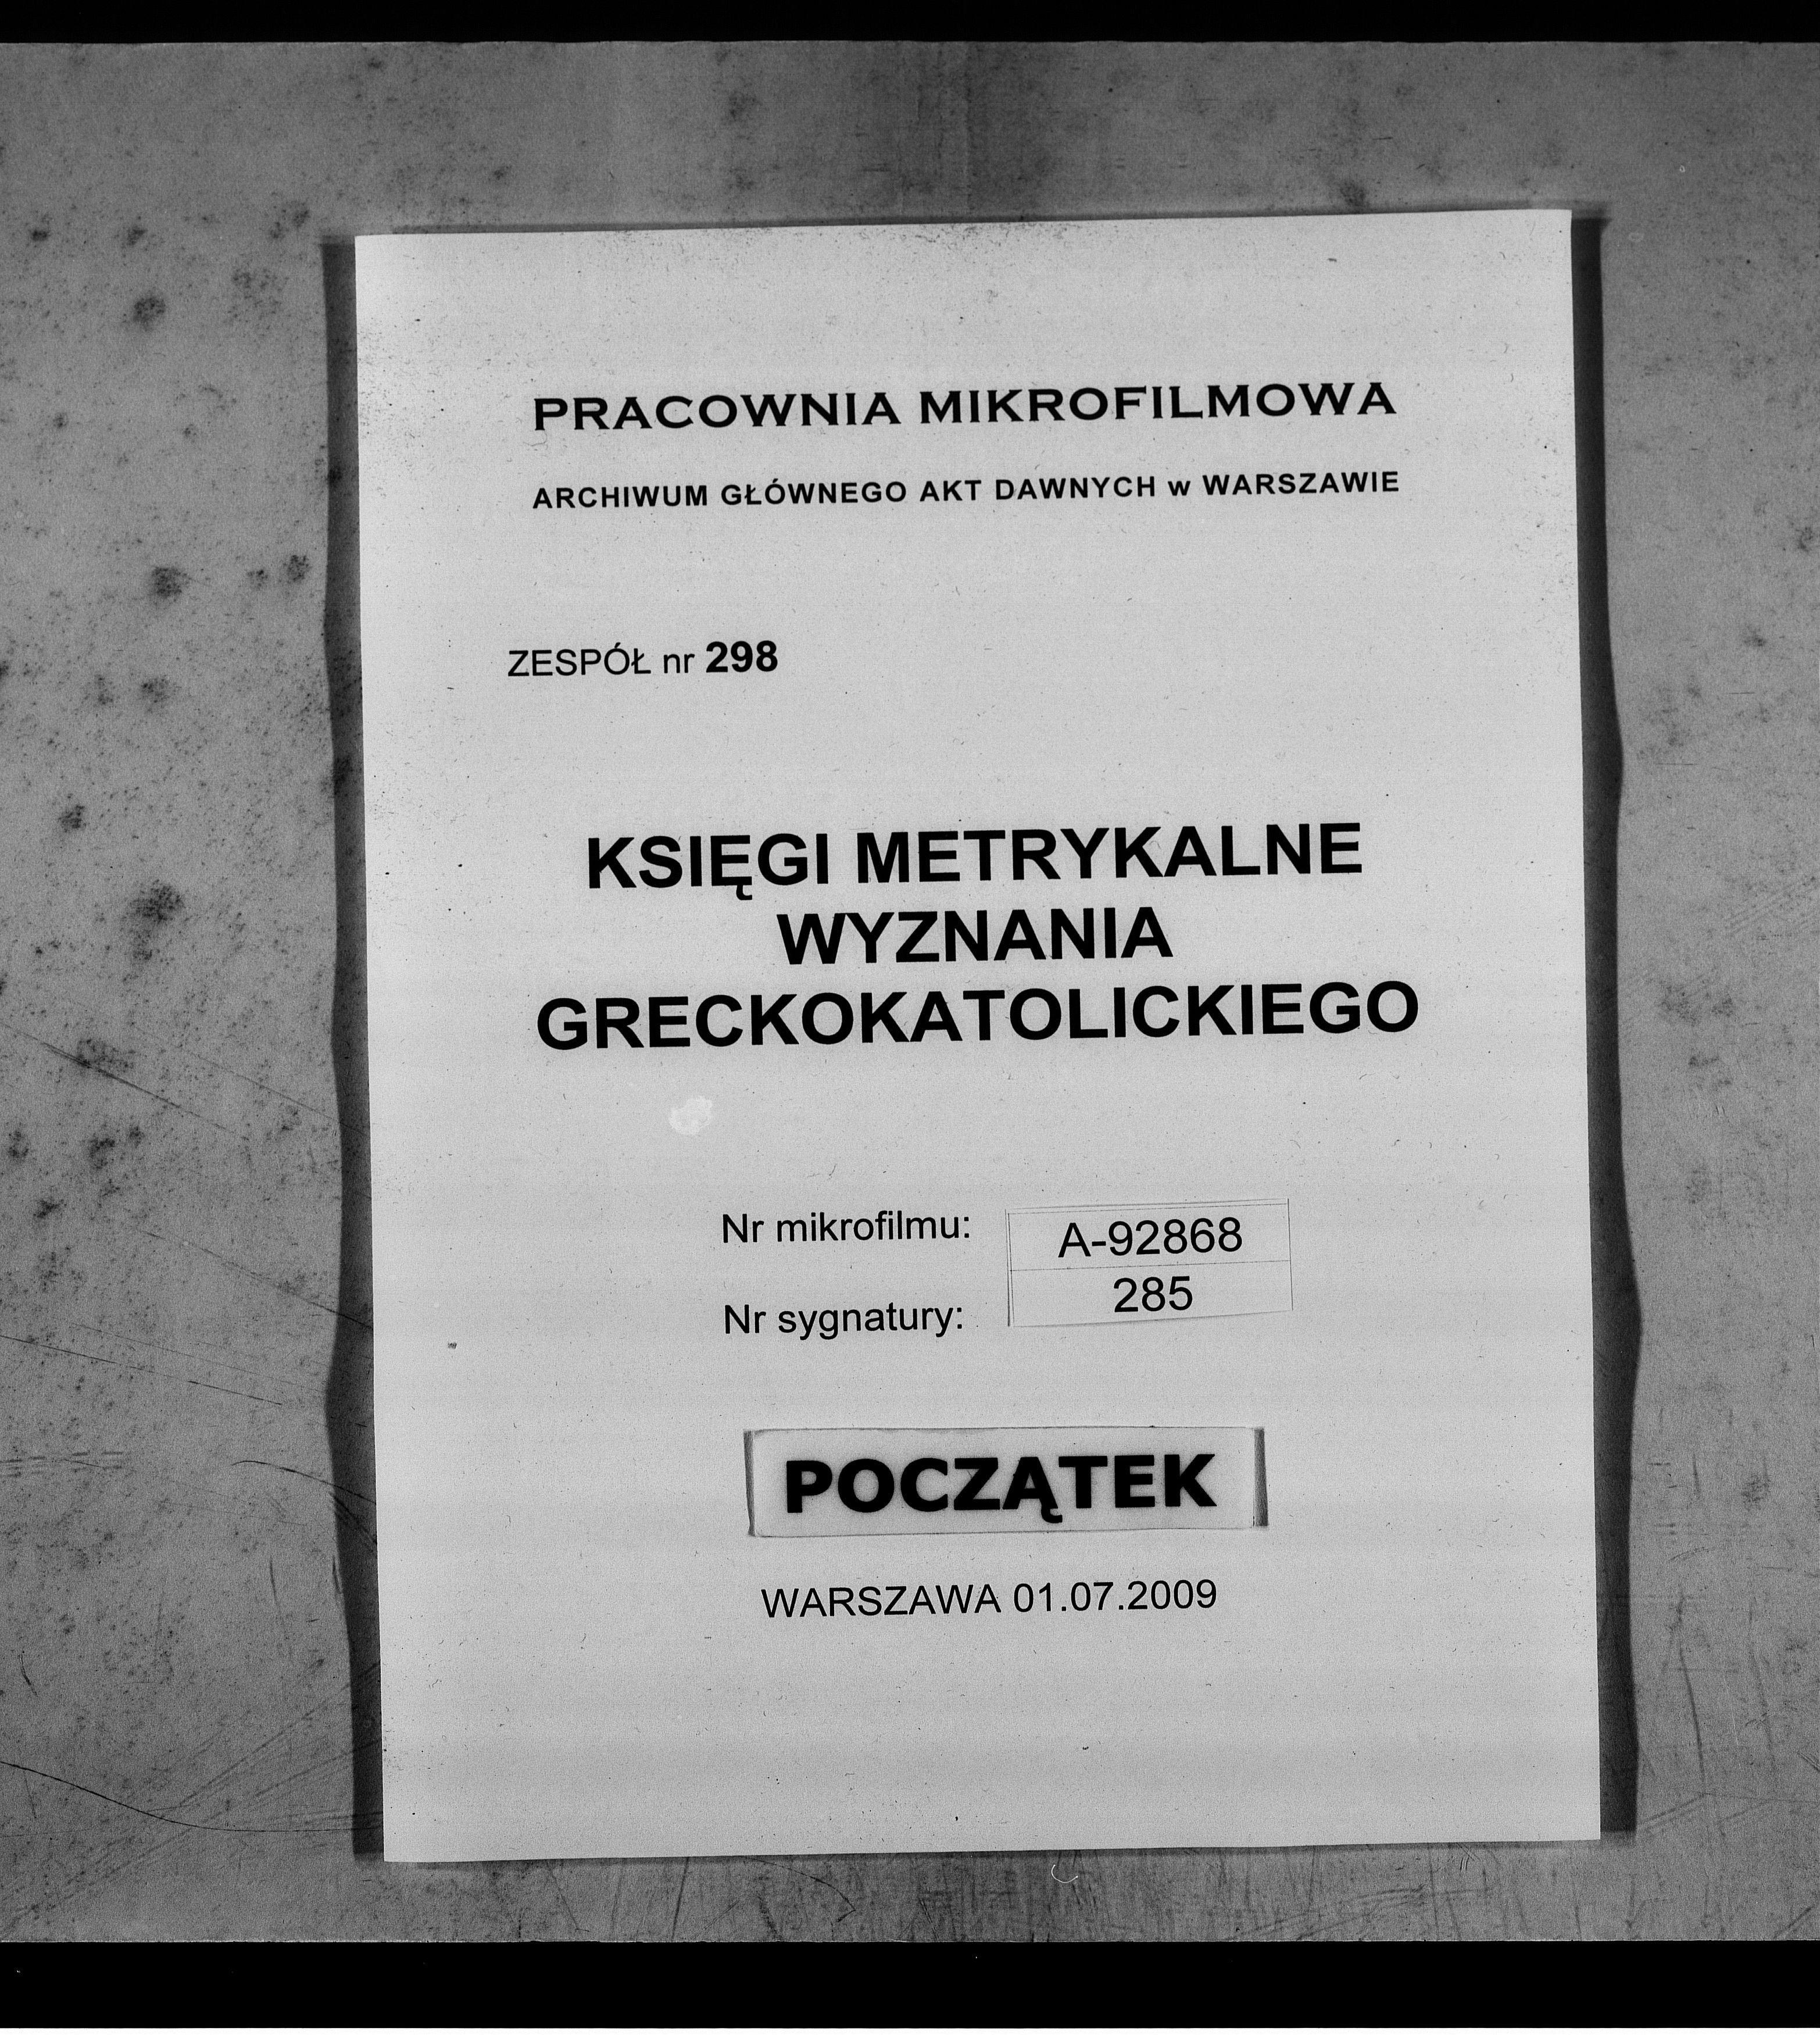 PRACOWNIA MIKROFILMOWA
ARCHIWUM GŁÓWNEGO AKT DAWNYCH w WARSZAWIE
ZESPÓŁ nr 298
KSIĘGI METRYKALNE
WYZNANIA
GRECKOKATOLICKIEGO
Nr mikrofilmu: A-92868
Nr sygnatury: 285
POCZĄTEK
WARSZAWA 01.07.2009